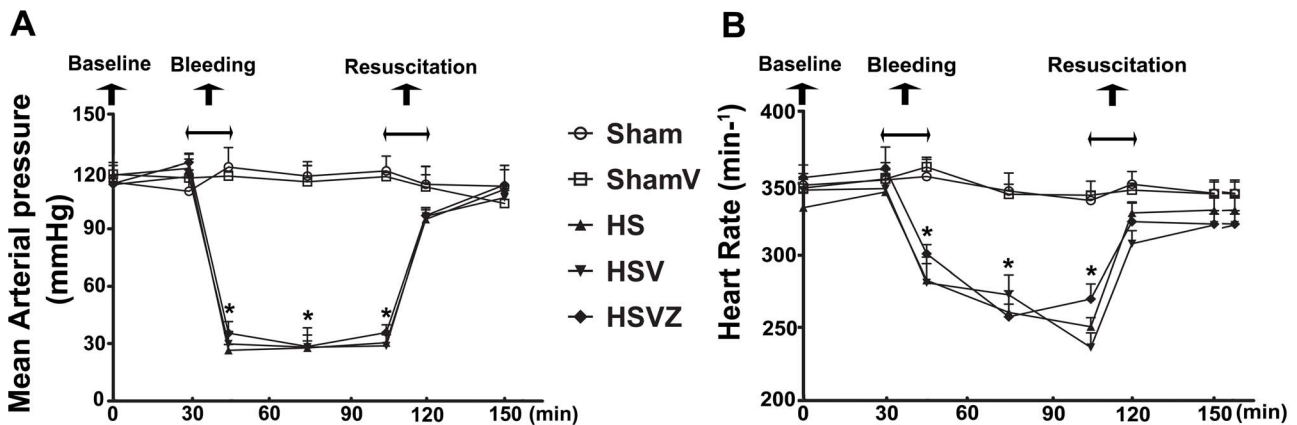 A
Baseline Bleeding Resuscitation
Mean Arterial pressure
(mmHg)
150
120
90
60
30
0
0 30 60 90 120 150 (min)
* * *
Sham
ShamV
HS
HSV
HSVZ
B
Baseline Bleeding Resuscitation
Heart Rate (min-1)
400
350
300
250
200
0 30 60 90 120 150 (min)
* * *